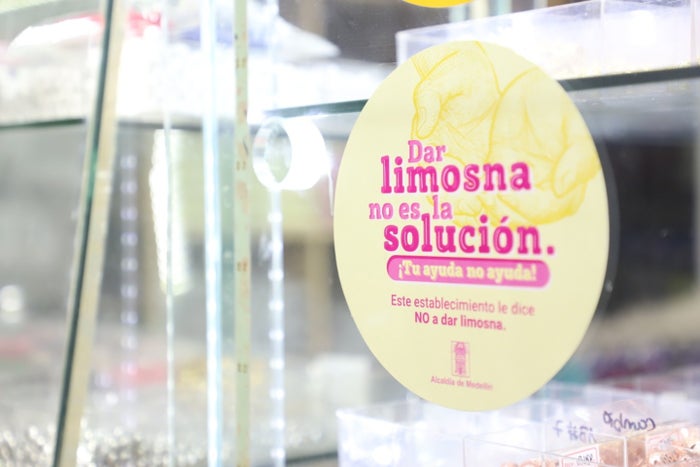 Dar
limosna
no es la
solución.
¡Tu ayuda no ayuda!
Este establecimiento le dice
NO a dar limosna.
Alcaldía de Medellín